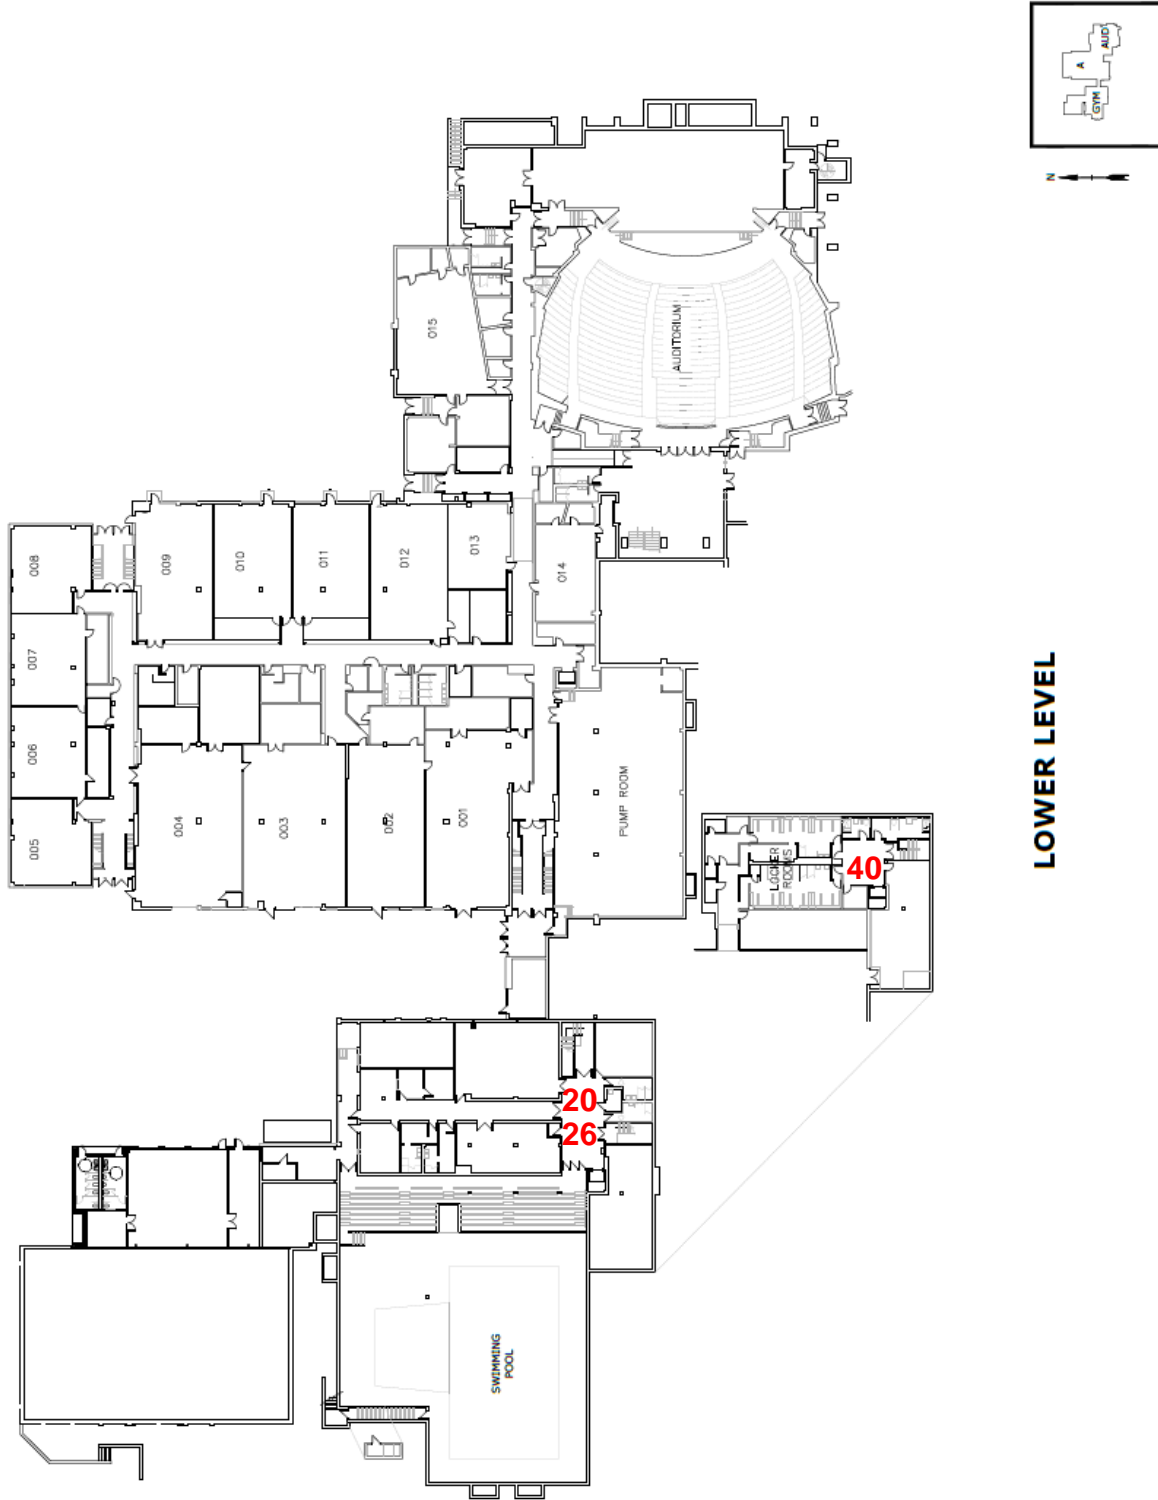 AUD
A
GYM
N
015
AUDITORIUM
008
009
010
011
012
013
014
007
006
005
004
003
002
001
PUMP ROOM
LOCKER
ROOMS
40
LOWER LEVEL
20
26
SWIMMING
POOL